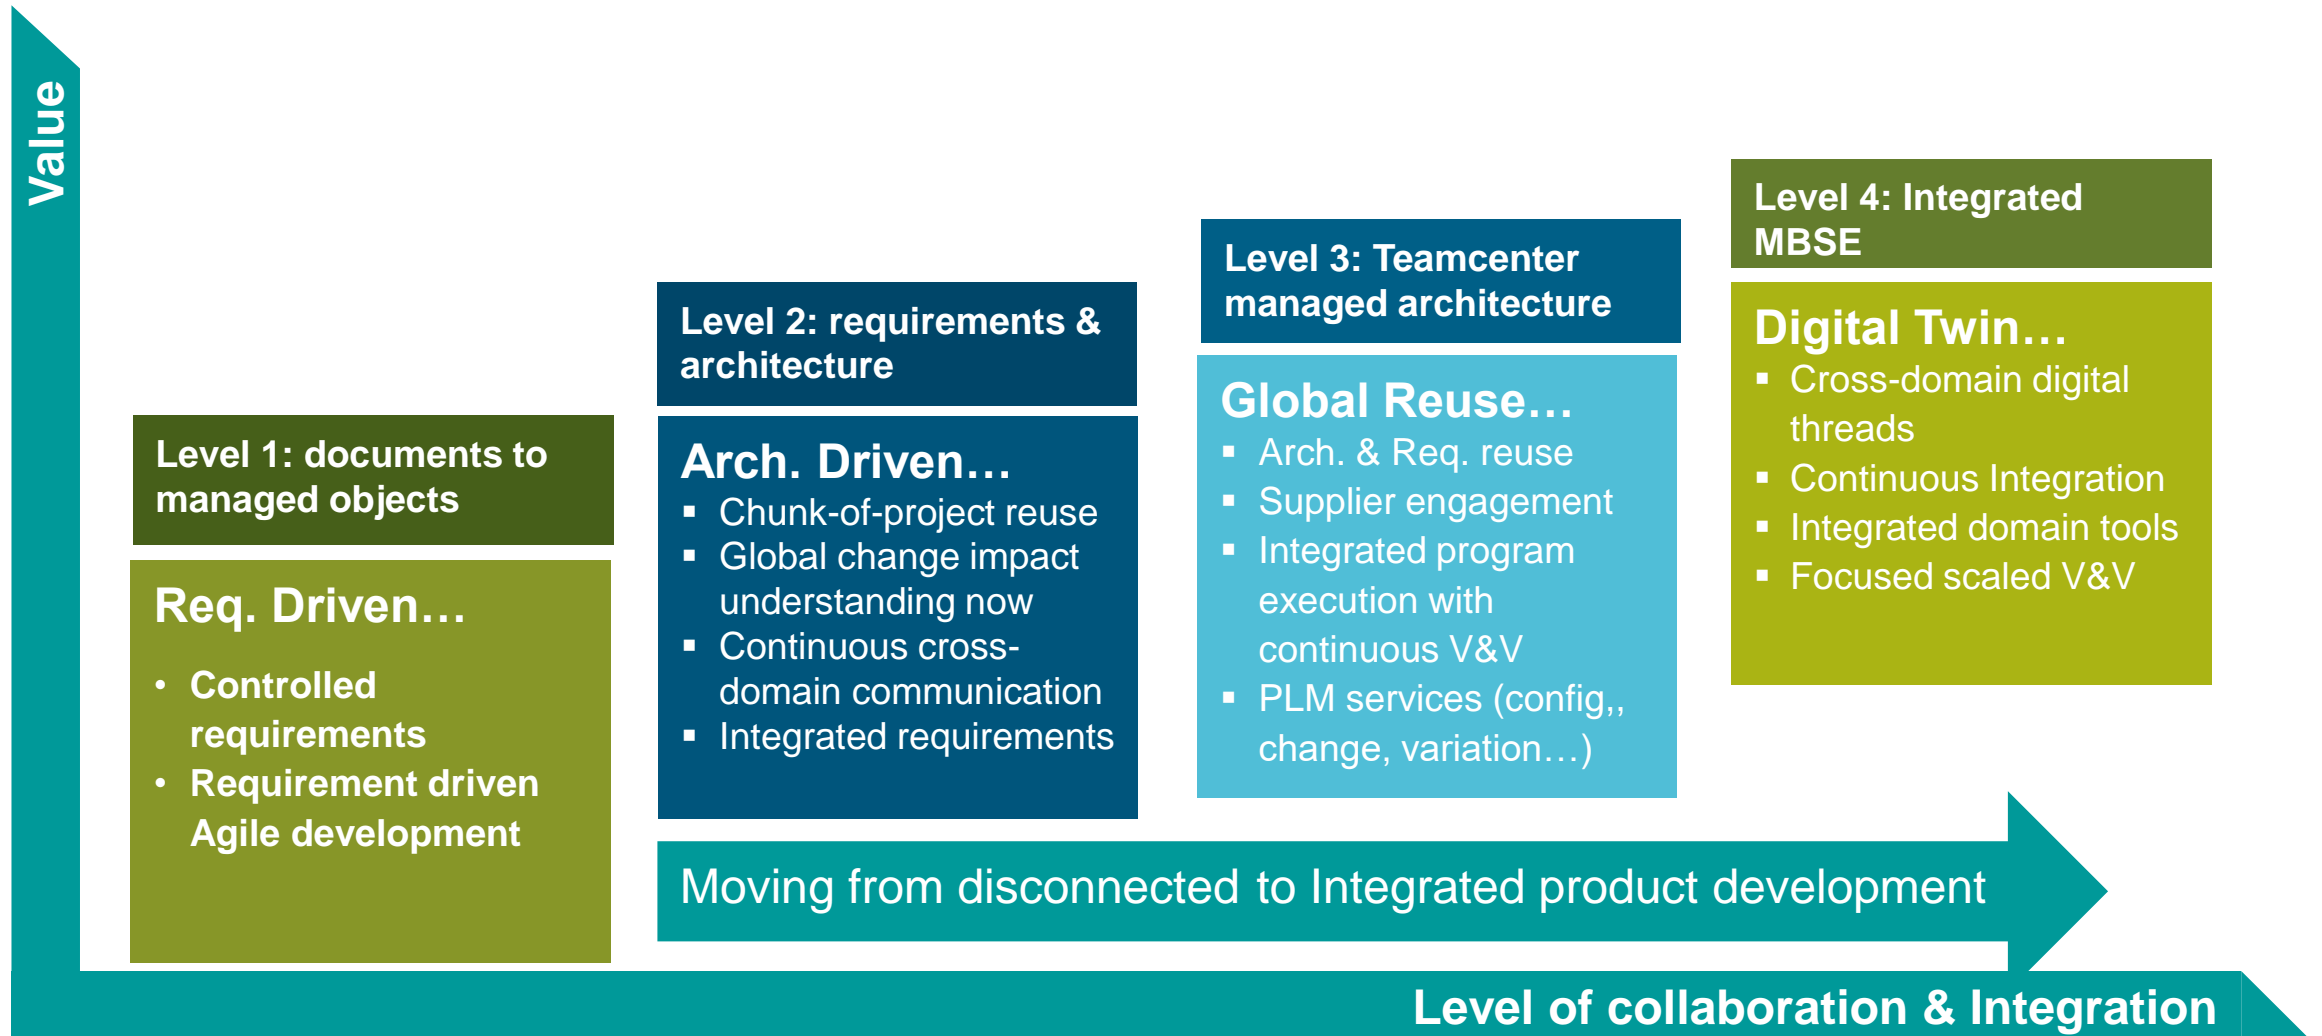 Value
Level 1: documents to
managed objects
Req. Driven…
• Controlled
requirements
• Requirement driven
Agile development
Level 2: requirements &
architecture
Arch. Driven…
▪ Chunk-of-project reuse
▪ Global change impact
understanding now
▪ Continuous cross-
domain communication
▪ Integrated requirements
Level 3: Teamcenter
managed architecture
Global Reuse…
▪ Arch. & Req. reuse
▪ Supplier engagement
▪ Integrated program
execution with
continuous V&V
▪ PLM services (config,,
change, variation…)
Level 4: Integrated
MBSE
Digital Twin…
▪ Cross-domain digital
threads
▪ Continuous Integration
▪ Integrated domain tools
▪ Focused scaled V&V
Moving from disconnected to Integrated product development
Level of collaboration & Integration